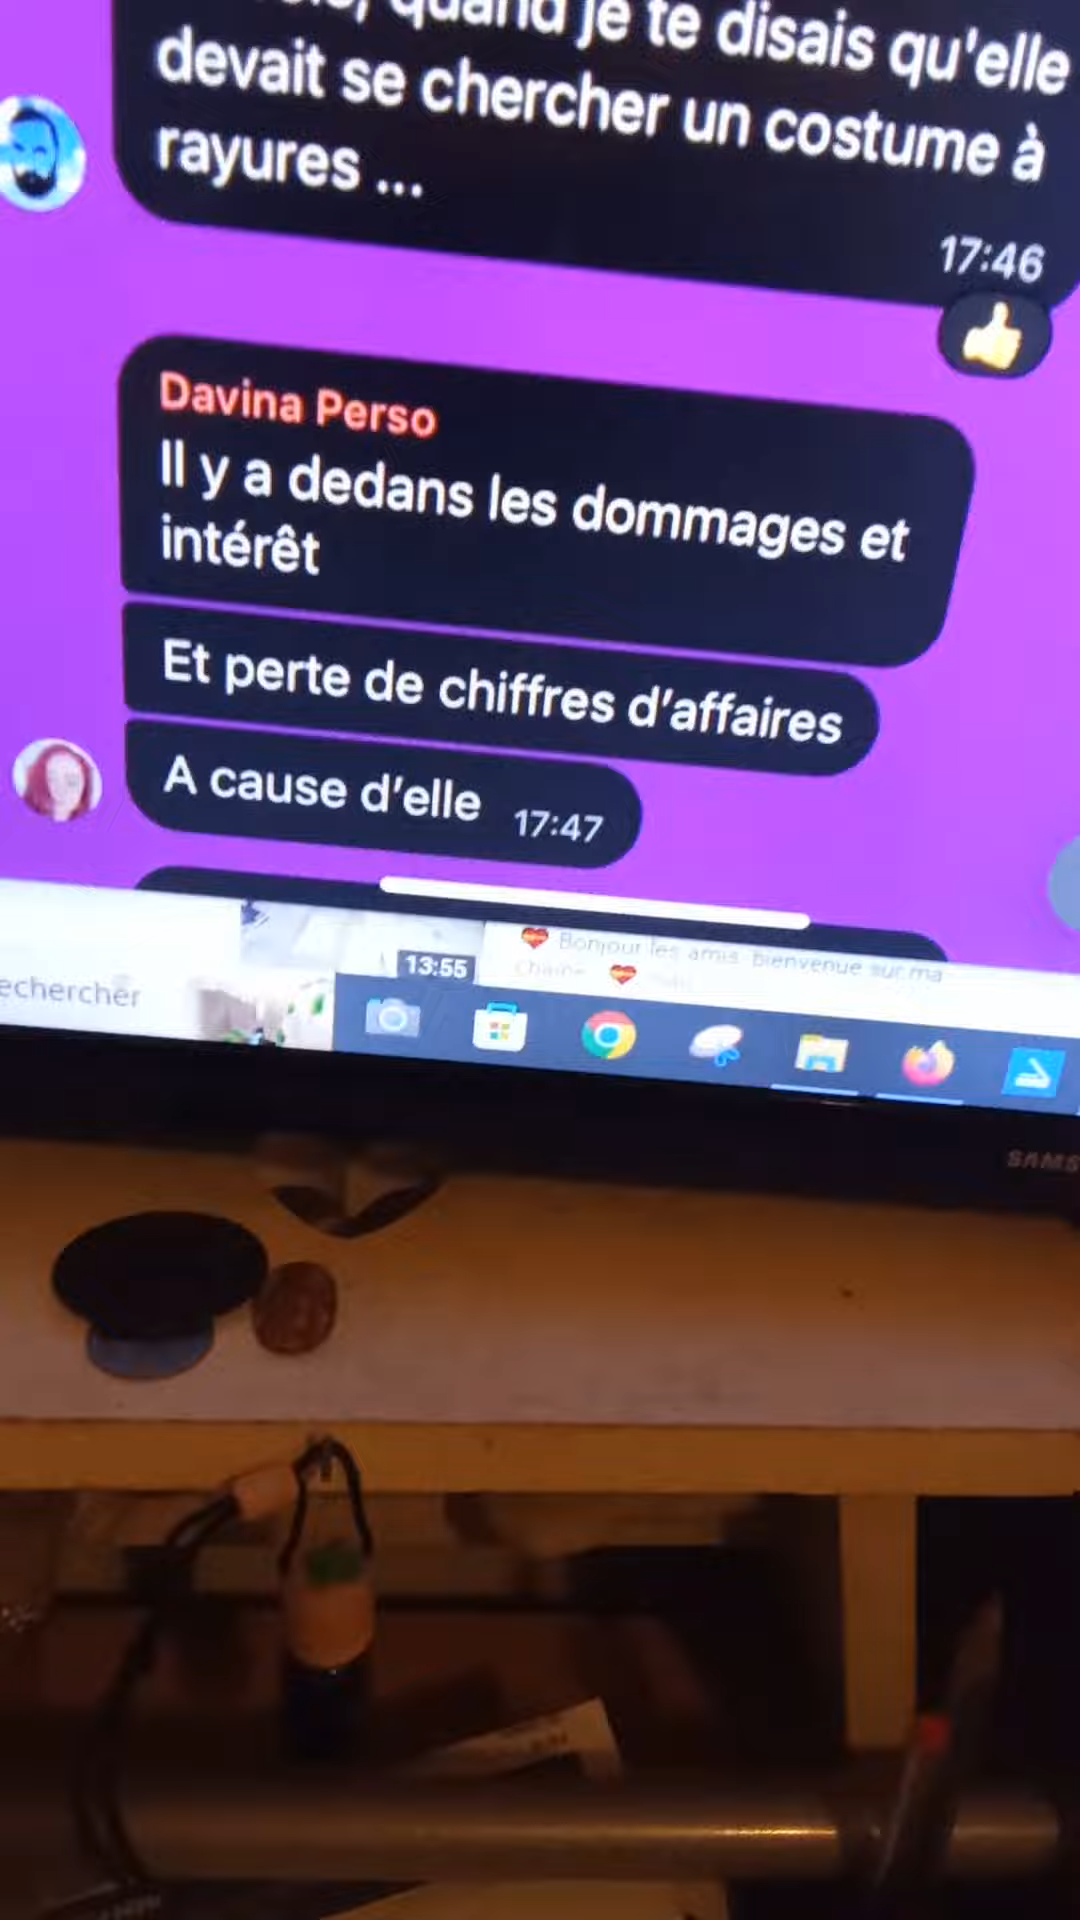 quand je te disais qu'elle
devait se chercher un costume à
rayures ...
17:46
Davina Perso
Il y a dedans les dommages et
intérêt
Et perte de chiffres d'affaires
A cause d'elle 17:47
Bonjour les amis bienvenue sur ma
13:55
echercher
SAMS